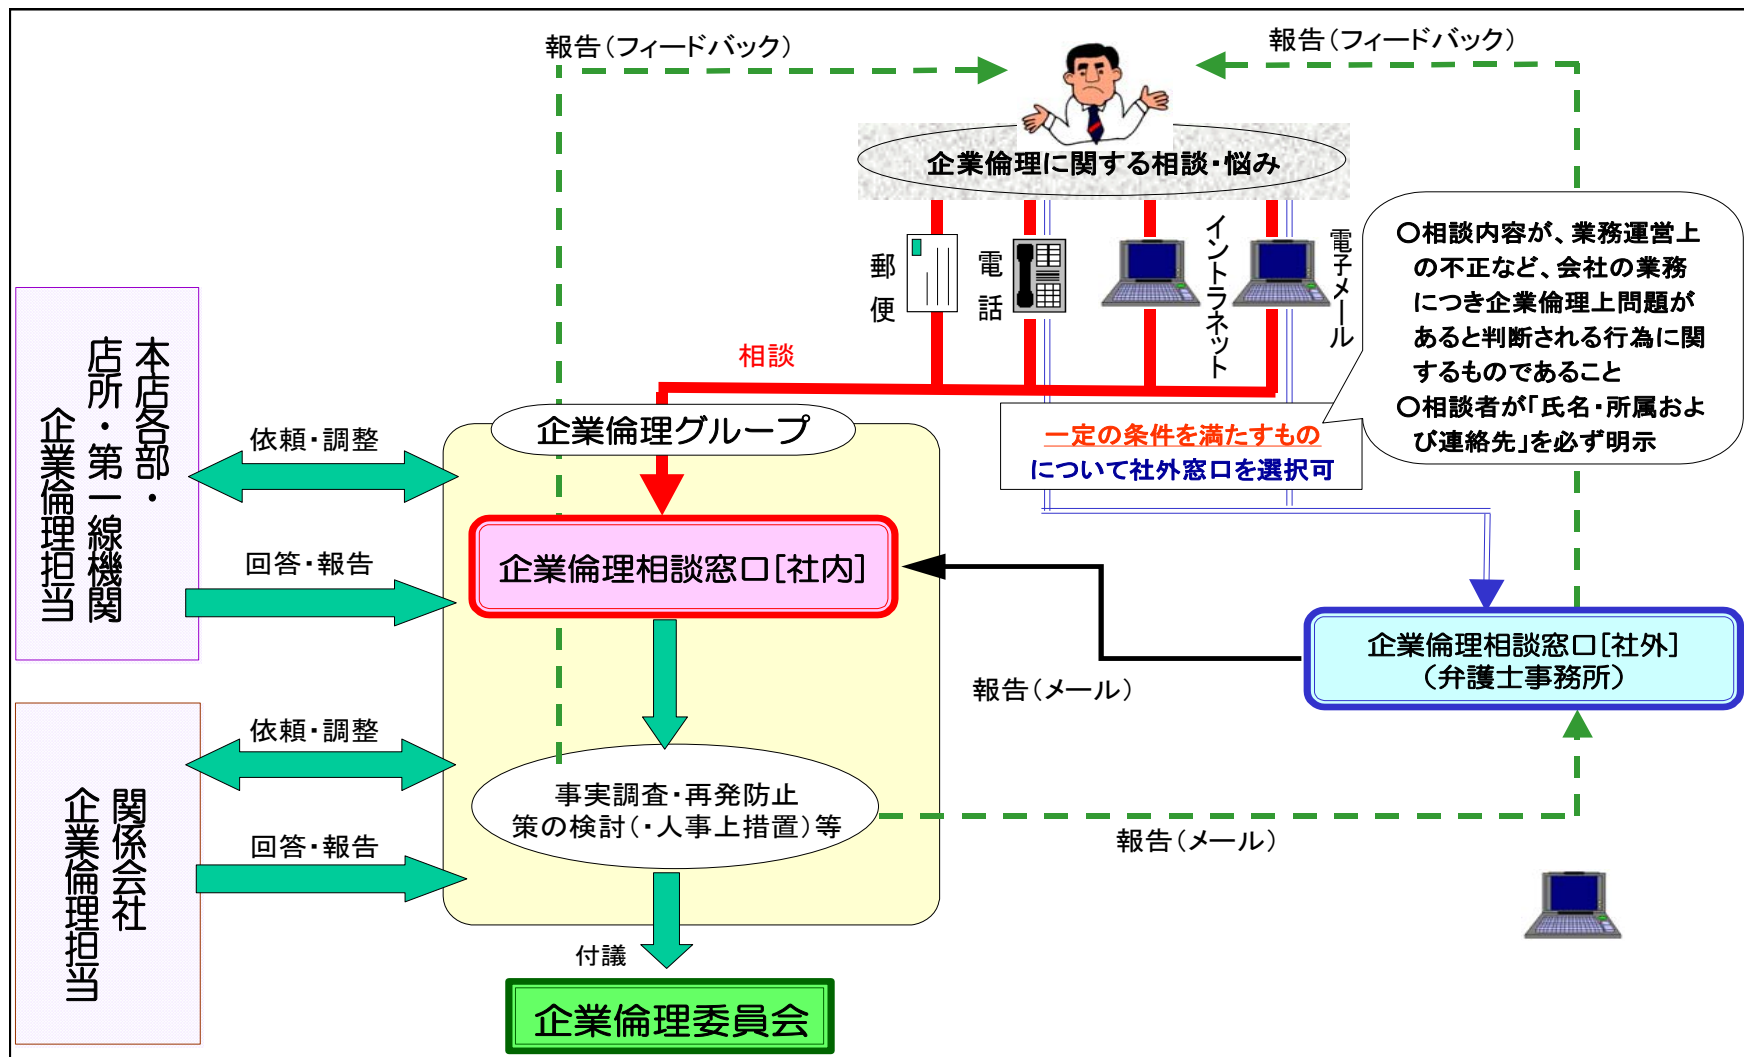 報告(フィードバック)
報告(フィードバック)
企業倫理に関する相談・悩み
郵便
電話
イントラネット
電子メール
○相談内容が、業務運営上
の不正など、会社の業務
につき企業倫理上問題が
あると判断される行為に関
するものであること
○相談者が「氏名・所属およ
び連絡先」を必ず明示
相談
一定の条件を満たすもの
について社外窓口を選択可
本店各部・
店所・第一線機関
企業倫理担当
依頼・調整
回答・報告
企業倫理グループ
企業倫理相談窓口[社内]
企業倫理相談窓口[社外]
(弁護士事務所)
報告(メール)
関係会社
企業倫理担当
依頼・調整
回答・報告
事実調査・再発防止
策の検討(・人事上措置)等
報告(メール)
付議
企業倫理委員会